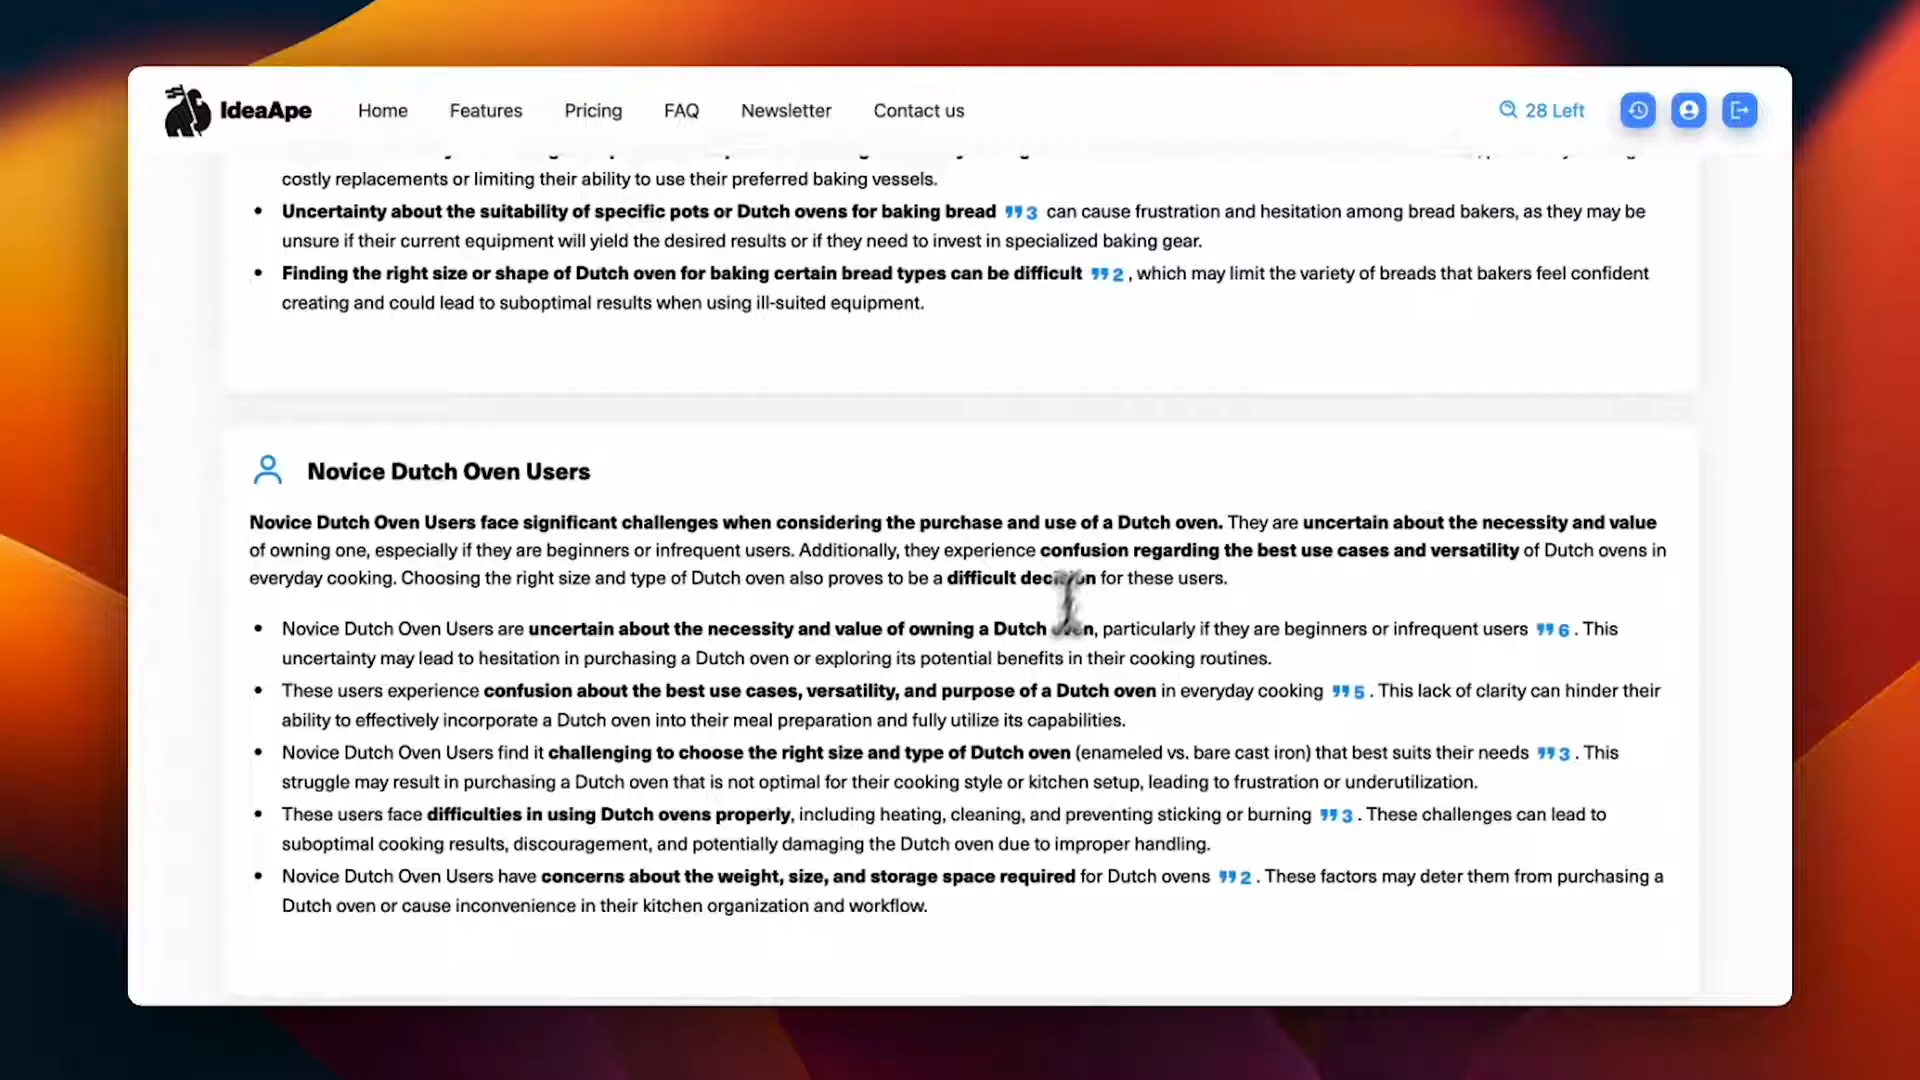 IdeaApe
Home
Features
Pricing
FAQ
Newsletter
Contact us
28 Left
costly replacements or limiting their ability to use their preferred baking vessels.
Uncertainty about the suitability of specific pots or Dutch ovens for baking bread 3 can cause frustration and hesitation among bread bakers, as they may be
unsure if their current equipment will yield the desired results or if they need to invest in specialized baking gear.
Finding the right size or shape of Dutch oven for baking certain bread types can be difficult 2 , which may limit the variety of breads that bakers feel confident
creating and could lead to suboptimal results when using ill-suited equipment.
Novice Dutch Oven Users
Novice Dutch Oven Users face significant challenges when considering the purchase and use of a Dutch oven. They are uncertain about the necessity and value
of owning one, especially if they are beginners or infrequent users. Additionally, they experience confusion regarding the best use cases and versatility of Dutch ovens in
everyday cooking. Choosing the right size and type of Dutch oven also proves to be a difficult decision for these users.
Novice Dutch Oven Users are uncertain about the necessity and value of owning a Dutch oven, particularly if they are beginners or infrequent users 6 . This
uncertainty may lead to hesitation in purchasing a Dutch oven or exploring its potential benefits in their cooking routines.
These users experience confusion about the best use cases, versatility, and purpose of a Dutch oven in everyday cooking 5 . This lack of clarity can hinder their
ability to effectively incorporate a Dutch oven into their meal preparation and fully utilize its capabilities.
Novice Dutch Oven Users find it challenging to choose the right size and type of Dutch oven (enameled vs. bare cast iron) that best suits their needs 3 . This
struggle may result in purchasing a Dutch oven that is not optimal for their cooking style or kitchen setup, leading to frustration or underutilization.
These users face difficulties in using Dutch ovens properly, including heating, cleaning, and preventing sticking or burning 3 . These challenges can lead to
suboptimal cooking results, discouragement, and potentially damaging the Dutch oven due to improper handling.
Novice Dutch Oven Users have concerns about the weight, size, and storage space required for Dutch ovens 2 . These factors may deter them from purchasing a
Dutch oven or cause inconvenience in their kitchen organization and workflow.